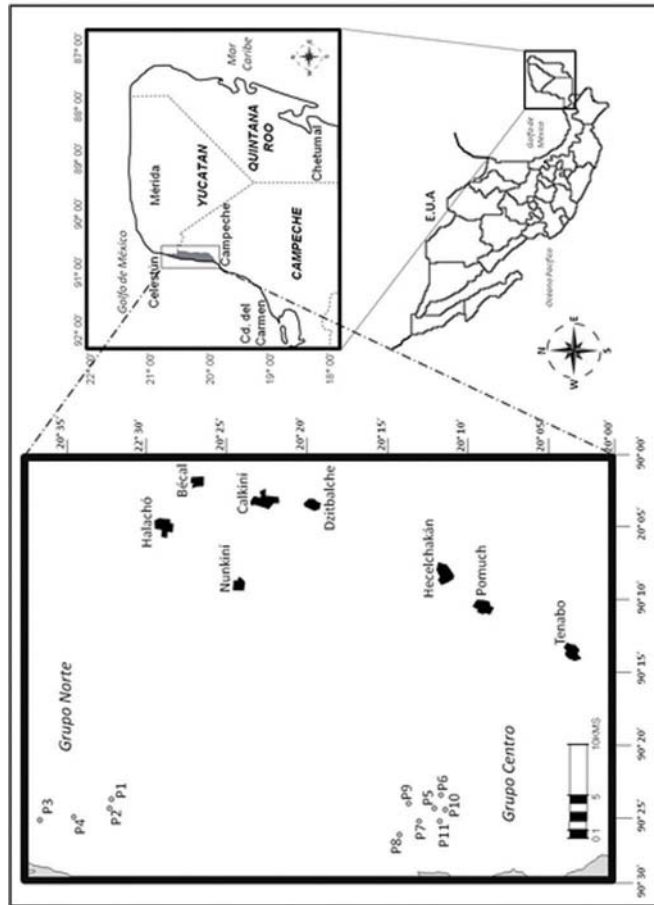 Grupo Norte
P3
P4
P2
P1
Halachó
Bécal
Nunkiní
Calkiní
Dzitbalche
P8
P9
P7
P5
P6
P11
P10
Hecelchakán
Pomuch
Grupo Centro
Tenabo
0.1
5
10KMS
20° 35'
22° 30'
20° 25'
20° 20'
20° 15'
20° 10'
20° 05'
20° 00'
90° 30'
90° 25'
90° 20'
90° 15'
90° 10'
20° 05'
90° 00'
22° 00'
21° 00'
20° 00'
19° 00'
18° 00'
92° 00'
91° 00'
90° 00'
89° 00'
88° 00'
87° 00'
Golfo de México
Mar
Caribe
Celestún
Mérida
YUCATAN
QUINTANA
ROO
Campeche
CAMPECHE
Cd. del
Carmen
Chetumal
E.U.A
Golfo de
México
Océano Pacífico
N
W
E
S